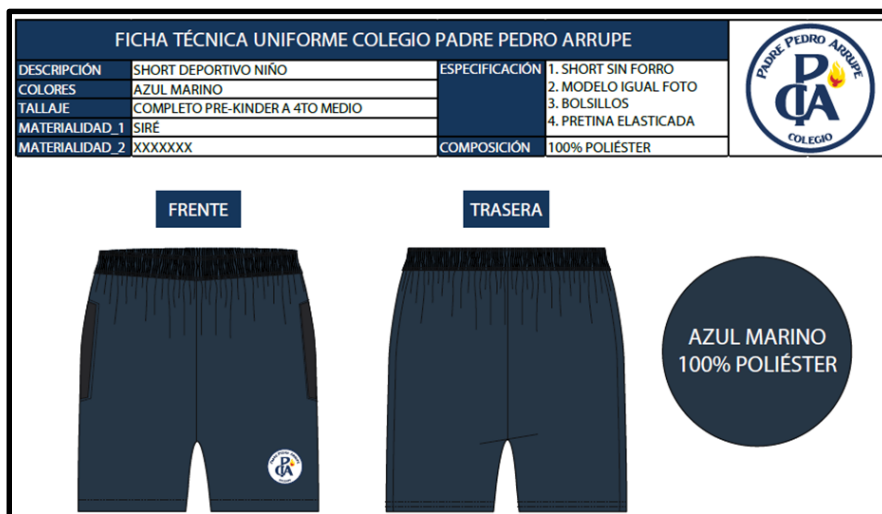 FICHA TÉCNICA UNIFORME COLEGIO PADRE PEDRO ARRUPE
DESCRIPCIÓN SHORT DEPORTIVO NIÑO
COLORES AZUL MARINO
TALLAJE COMPLETO PRE-KINDER A 4TO MEDIO
MATERIALIDAD_1 SIRÉ
MATERIALIDAD_2 XXXXXXX
ESPECIFICACIÓN 1. SHORT SIN FORRO
2. MODELO IGUAL FOTO
3. BOLSILLOS
4. PRETINA ELASTICADA
COMPOSICIÓN 100% POLIÉSTER
PADRE PEDRO ARRUPE
PA
COLEGIO
FRENTE
TRASERA
AZUL MARINO
100% POLIÉSTER